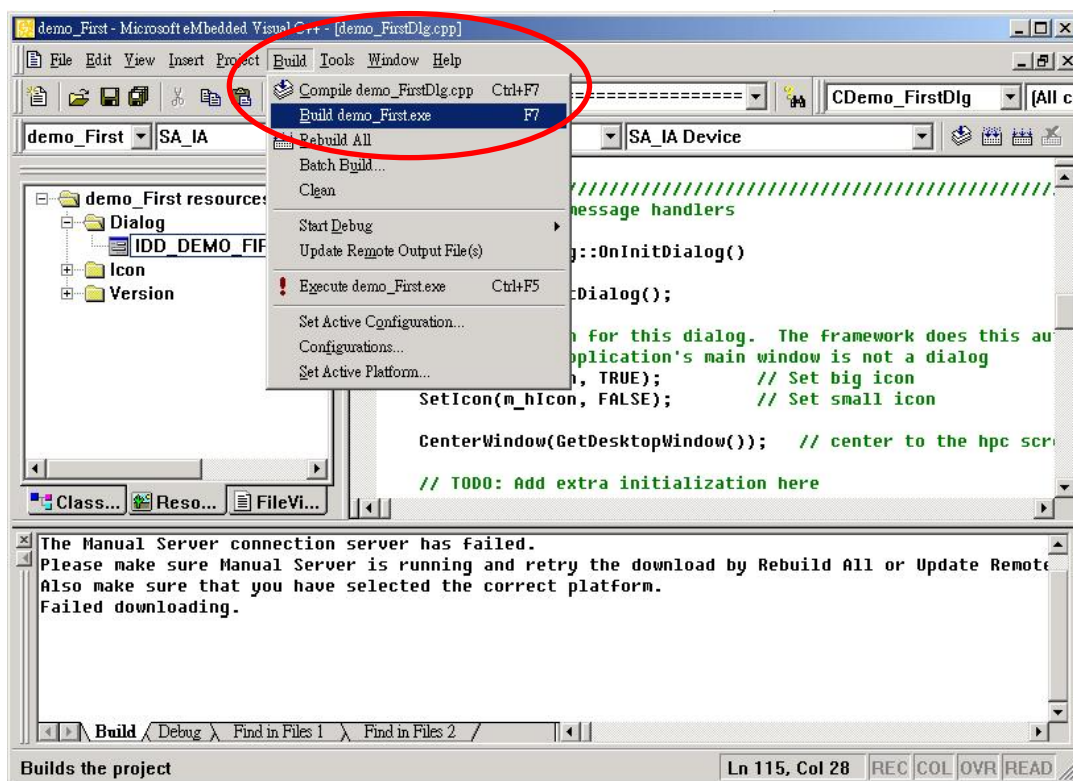 demo_First - Microsoft eMbedded Visual C++ - [demo_FirstDlg.cpp]
File Edit View Insert Project Build Tools Window Help
Compile demo_FirstDlg.cpp Ctrl+F7
Build demo_First.exe F7
Rebuild All
Batch Build...
Clean
Start Debug
Update Remote Output File(s)
Execute demo_First.exe Ctrl+F5
Set Active Configuration...
Configurations...
Set Active Platform...
================= CDemo_FirstDlg [All c
demo_First SA_IA SA_IA Device
demo_First resources
Dialog
IDD_DEMO_FIR
Icon
Version
Class... Reso... FileVi...
////////////////////////////////////////////
message handlers
g::OnInitDialog()
tDialog();
n for this dialog. The framework does this au
pplication's main window is not a dialog
n, TRUE); // Set big icon
SetIcon(m_hIcon, FALSE); // Set small icon
CenterWindow(GetDesktopWindow()); // center to the hpc scr
// TODO: Add extra initialization here
The Manual Server connection server has failed.
Please make sure Manual Server is running and retry the download by Rebuild All or Update Remote
Also make sure that you have selected the correct platform.
Failed downloading.
Build Debug Find in Files 1 Find in Files 2
Builds the project Ln 115, Col 28 REC COL OVR READ